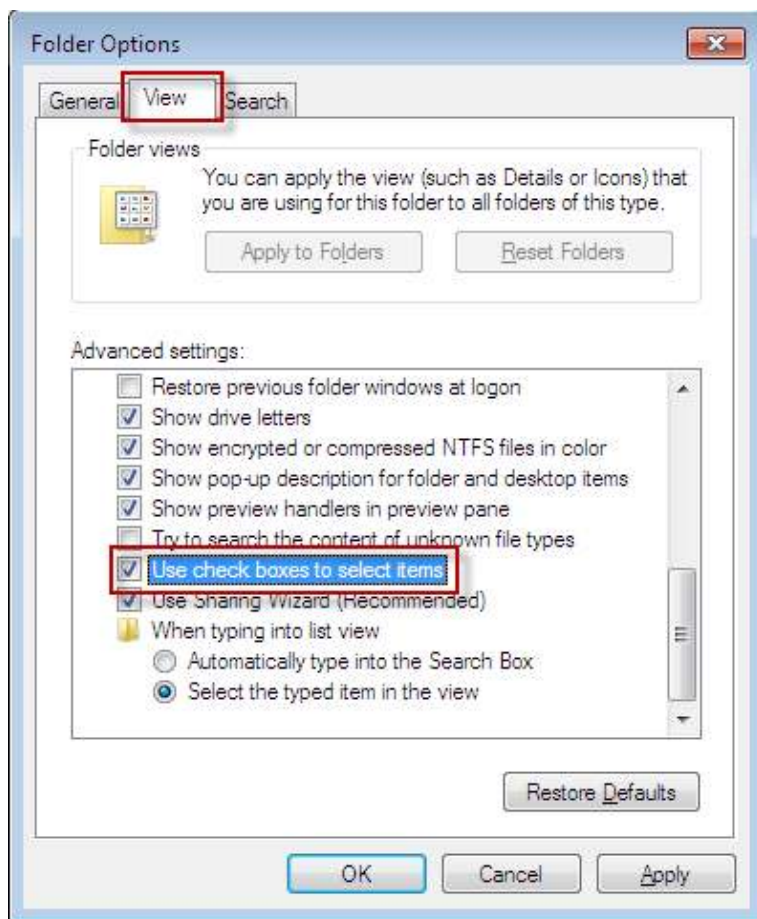 Folder Options
General View Search
Folder views
You can apply the view (such as Details or Icons) that
you are using for this folder to all folders of this type.
Apply to Folders Reset Folders
Advanced settings:
Restore previous folder windows at logon
Show drive letters
Show encrypted or compressed NTFS files in color
Show pop-up description for folder and desktop items
Show preview handlers in preview pane
Try to search the content of unknown file types
Use check boxes to select items
Use Sharing Wizard (Recommended)
When typing into list view
Automatically type into the Search Box
Select the typed item in the view
Restore Defaults
OK Cancel Apply